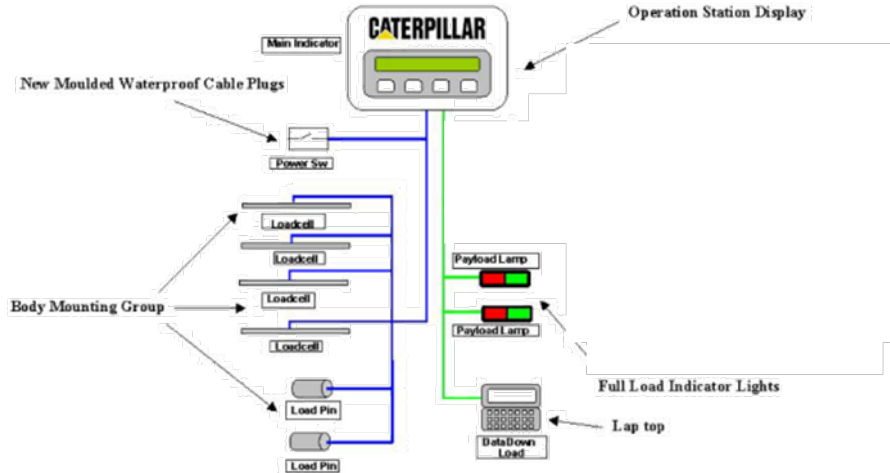 Operation Station Display
CATERPILLAR
Main Indicator
New Moulded Waterproof Cable Plugs
Power Sw
Loadcell
Loadcell
Payload Lamp
Loadcell
Body Mounting Group
Payload Lamp
Loadcell
Full Load Indicator Lights
Load Pin
Lap top
DataDown
Load
Load Pin